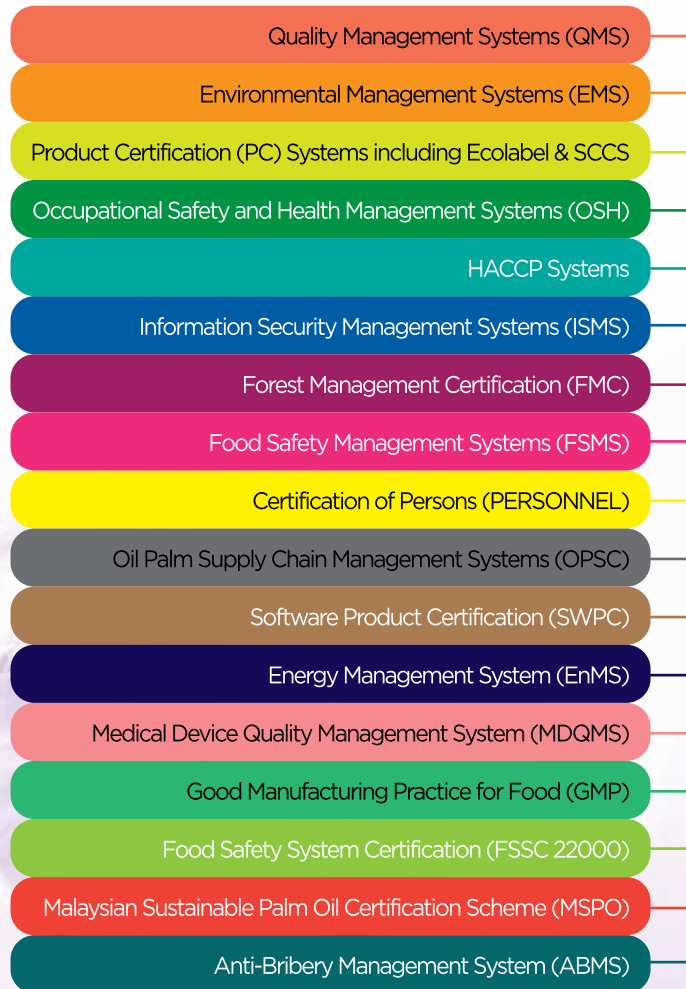 Quality Management Systems (QMS)
Environmental Management Systems (EMS)
Product Certification (PC) Systems including Ecolabel & SCCS
Occupational Safety and Health Management Systems (OSH)
HACCP Systems
Information Security Management Systems (ISMS)
Forest Management Certification (FMC)
Food Safety Management Systems (FSMS)
Certification of Persons (PERSONNEL)
Oil Palm Supply Chain Management Systems (OPSC)
Software Product Certification (SWPC)
Energy Management System (EnMS)
Medical Device Quality Management System (MDQMS)
Good Manufacturing Practice for Food (GMP)
Food Safety System Certification (FSSC 22000)
Malaysian Sustainable Palm Oil Certification Scheme (MSPO)
Anti-Bribery Management System (ABMS)